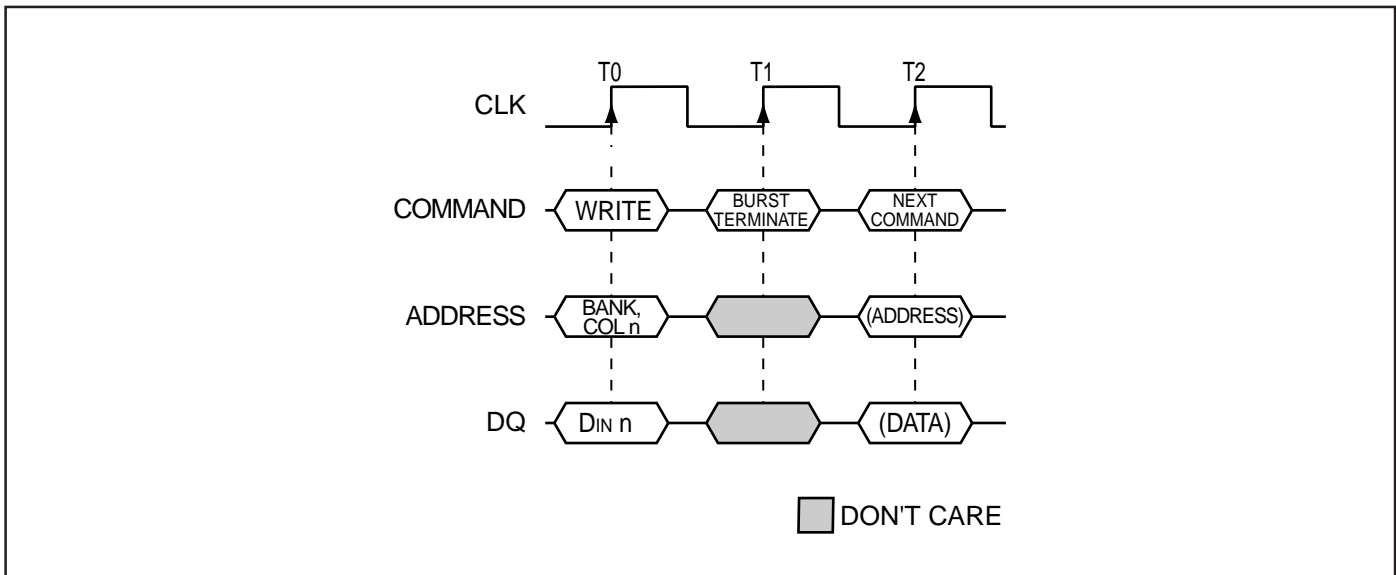 T0 T1 T2
CLK
COMMAND WRITE BURST TERMINATE NEXT COMMAND
ADDRESS BANK, COL n (ADDRESS)
DQ DIN n (DATA)
DON'T CARE